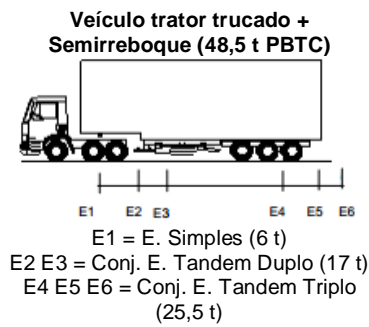 Veículo trator trucado +
Semirreboque (48,5 t PBTC)
E1 E2 E3 E4 E5 E6
E1 = E. Simples (6 t)
E2 E3 = Conj. E. Tandem Duplo (17 t)
E4 E5 E6 = Conj. E. Tandem Triplo
(25,5 t)